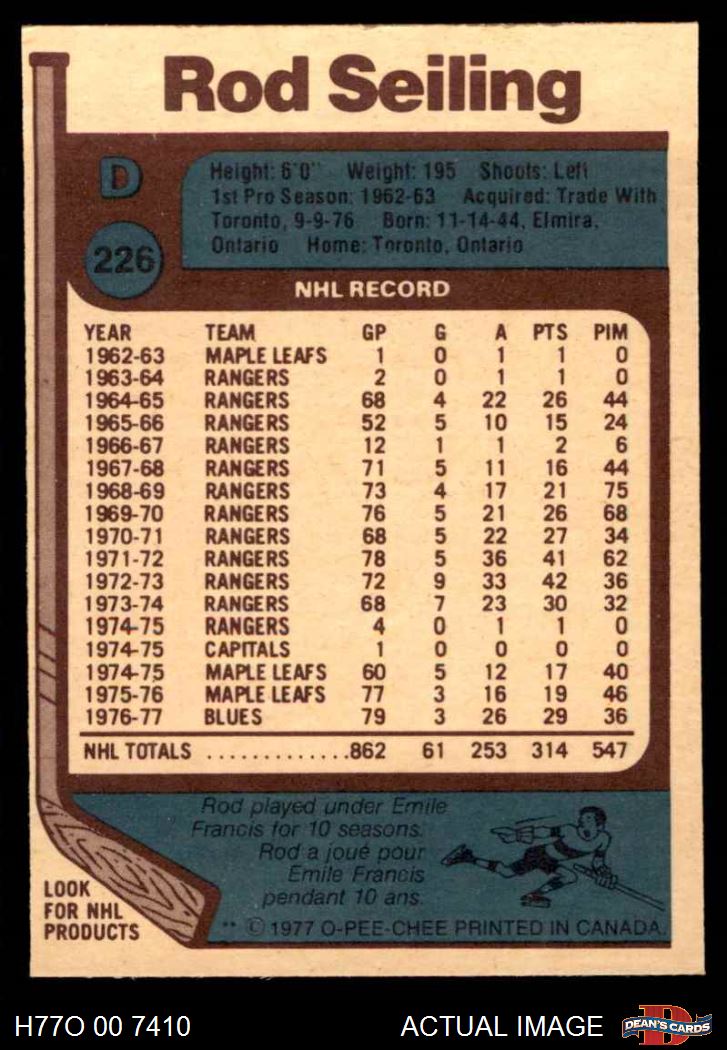 Rod Seiling
D
226
Height: 6'0" Weight: 195 Shoots: Left
1st Pro Season: 1962-63 Acquired: Trade With
Toronto, 9-9-76 Born: 11-14-44, Elmira,
Ontario Home: Toronto, Ontario
NHL RECORD
YEAR TEAM GP G A PTS PIM
1962-63 MAPLE LEAFS 1 0 1 1 0
1963-64 RANGERS 2 0 1 1 0
1964-65 RANGERS 68 4 22 26 44
1965-66 RANGERS 52 5 10 15 24
1966-67 RANGERS 12 1 1 2 6
1967-68 RANGERS 71 5 11 16 44
1968-69 RANGERS 73 4 17 21 75
1969-70 RANGERS 76 5 21 26 68
1970-71 RANGERS 68 5 22 27 34
1971-72 RANGERS 78 5 36 41 62
1972-73 RANGERS 72 9 33 42 36
1973-74 RANGERS 68 7 23 30 32
1974-75 RANGERS 4 0 1 1 0
1974-75 CAPITALS 1 0 0 0 0
1974-75 MAPLE LEAFS 60 5 12 17 40
1975-76 MAPLE LEAFS 77 3 16 19 46
1976-77 BLUES 79 3 26 29 36
NHL TOTALS .............862 61 253 314 547
Rod played under Emile
Francis for 10 seasons.
Rod a joué pour
Emile Francis
pendant 10 ans.
LOOK
FOR NHL
PRODUCTS
** © 1977 O-PEE-CHEE PRINTED IN CANADA.
H77O 00 7410
ACTUAL IMAGE
D
DEAN'S CARDS